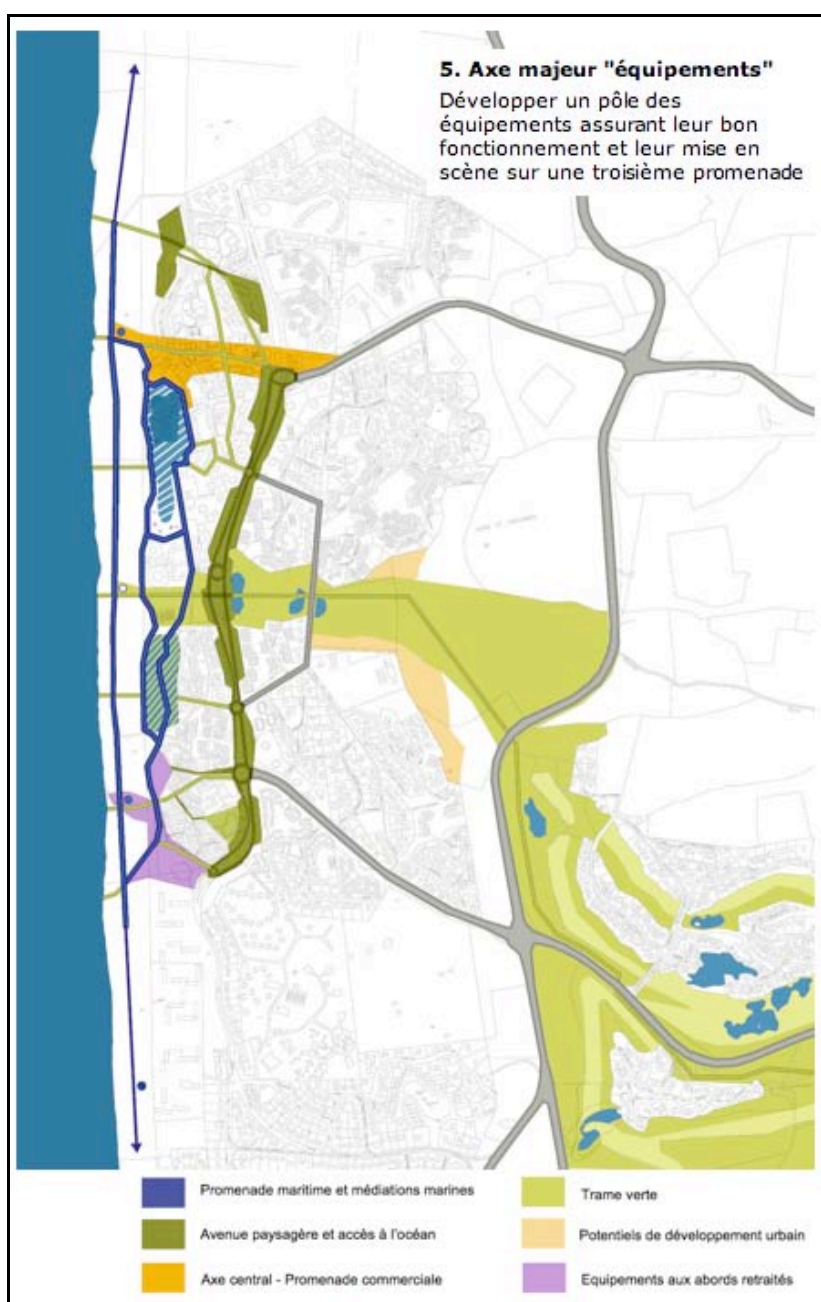 5. Axe majeur "équipements"
Développer un pôle des
équipements assurant leur bon
fonctionnement et leur mise en
scène sur une troisième promenade
Promenade maritime et médiations marines
Avenue paysagère et accès à l'océan
Axe central - Promenade commerciale
Trame verte
Potentiels de développement urbain
Equipements aux abords retraités